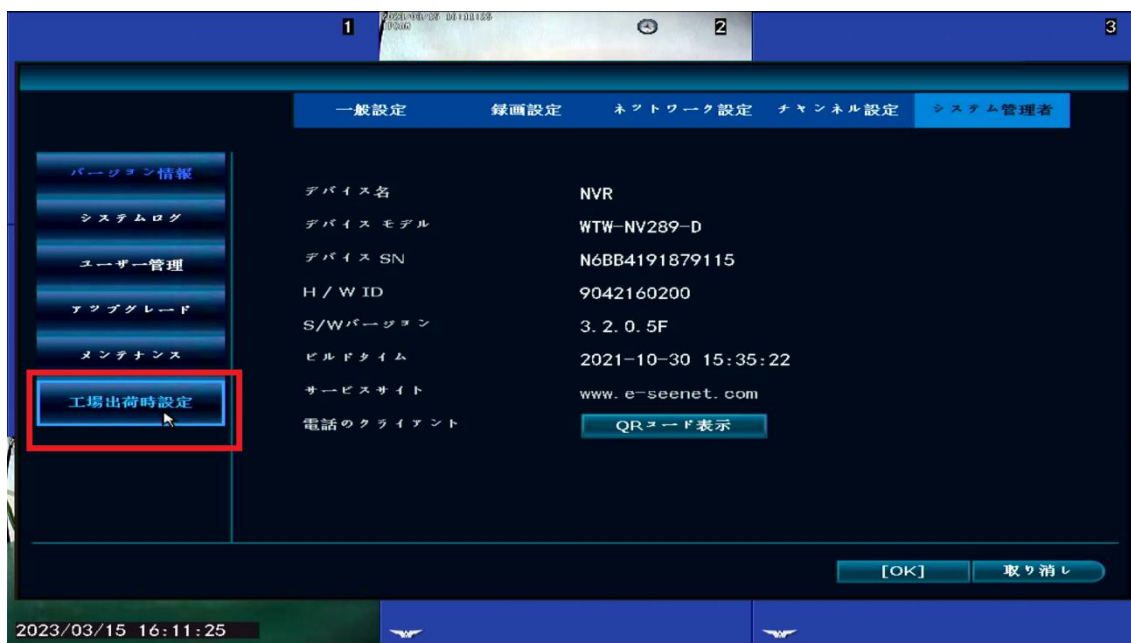 1
2
3
一般設定 録画設定 ネットワーク設定 チャンネル設定 システム管理者
バージョン情報
システムログ
ユーザー管理
アップグレード
メンテナンス
工場出荷時設定
デバイス名 NVR
デバイス モデル WTW-NV289-D
デバイス SN N6BB4191879115
H / W ID 9042160200
S/Wバージョン 3. 2. 0. 5F
ビルドタイム 2021-10-30 15:35:22
サービスサイト www. e-seenet. com
電話のクライアント QRコード表示
[OK] 取り消し
2023/03/15 16:11:25